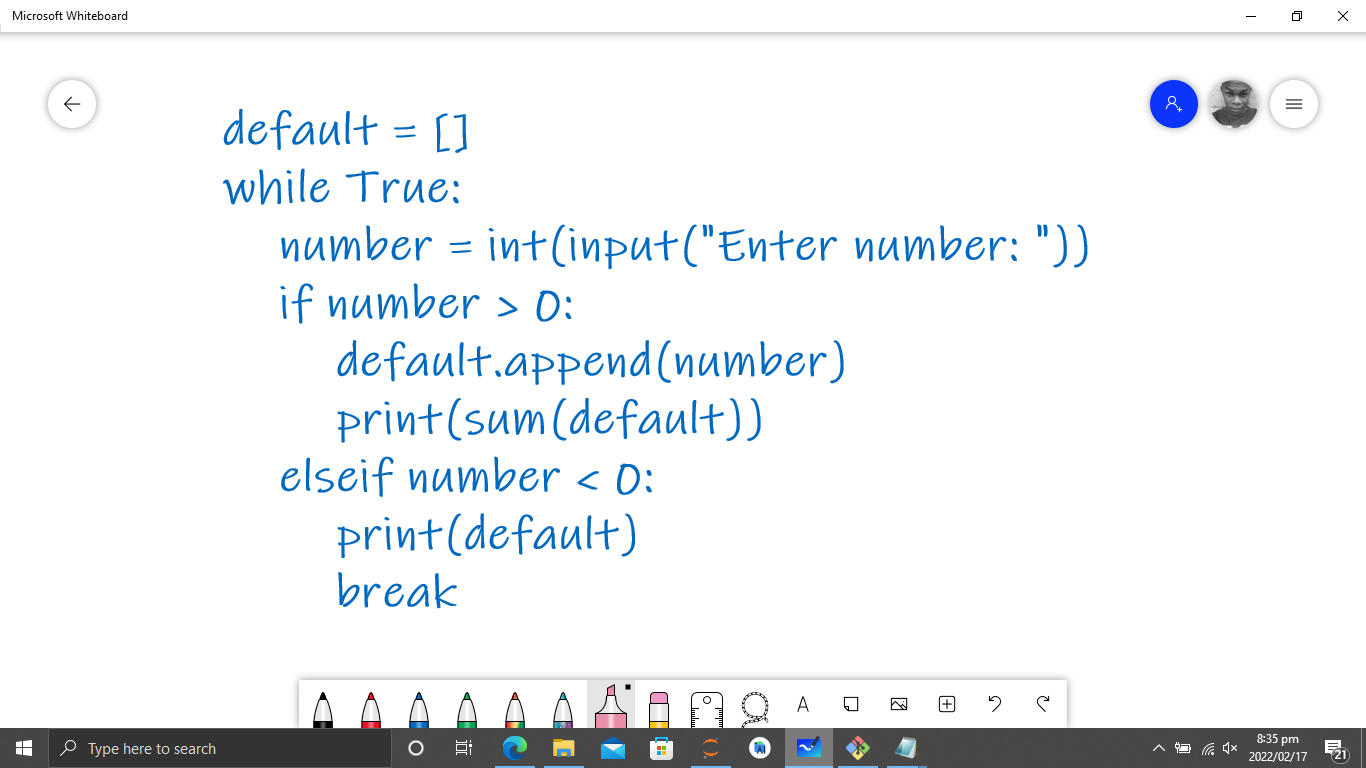 Microsoft Whiteboard
default = []
while True:
number = int(input("Enter number: "))
if number > 0:
default.append(number)
print(sum(default))
elseif number < 0:
print(default)
break
A
Type here to search
8:35 pm
2022/02/17
21